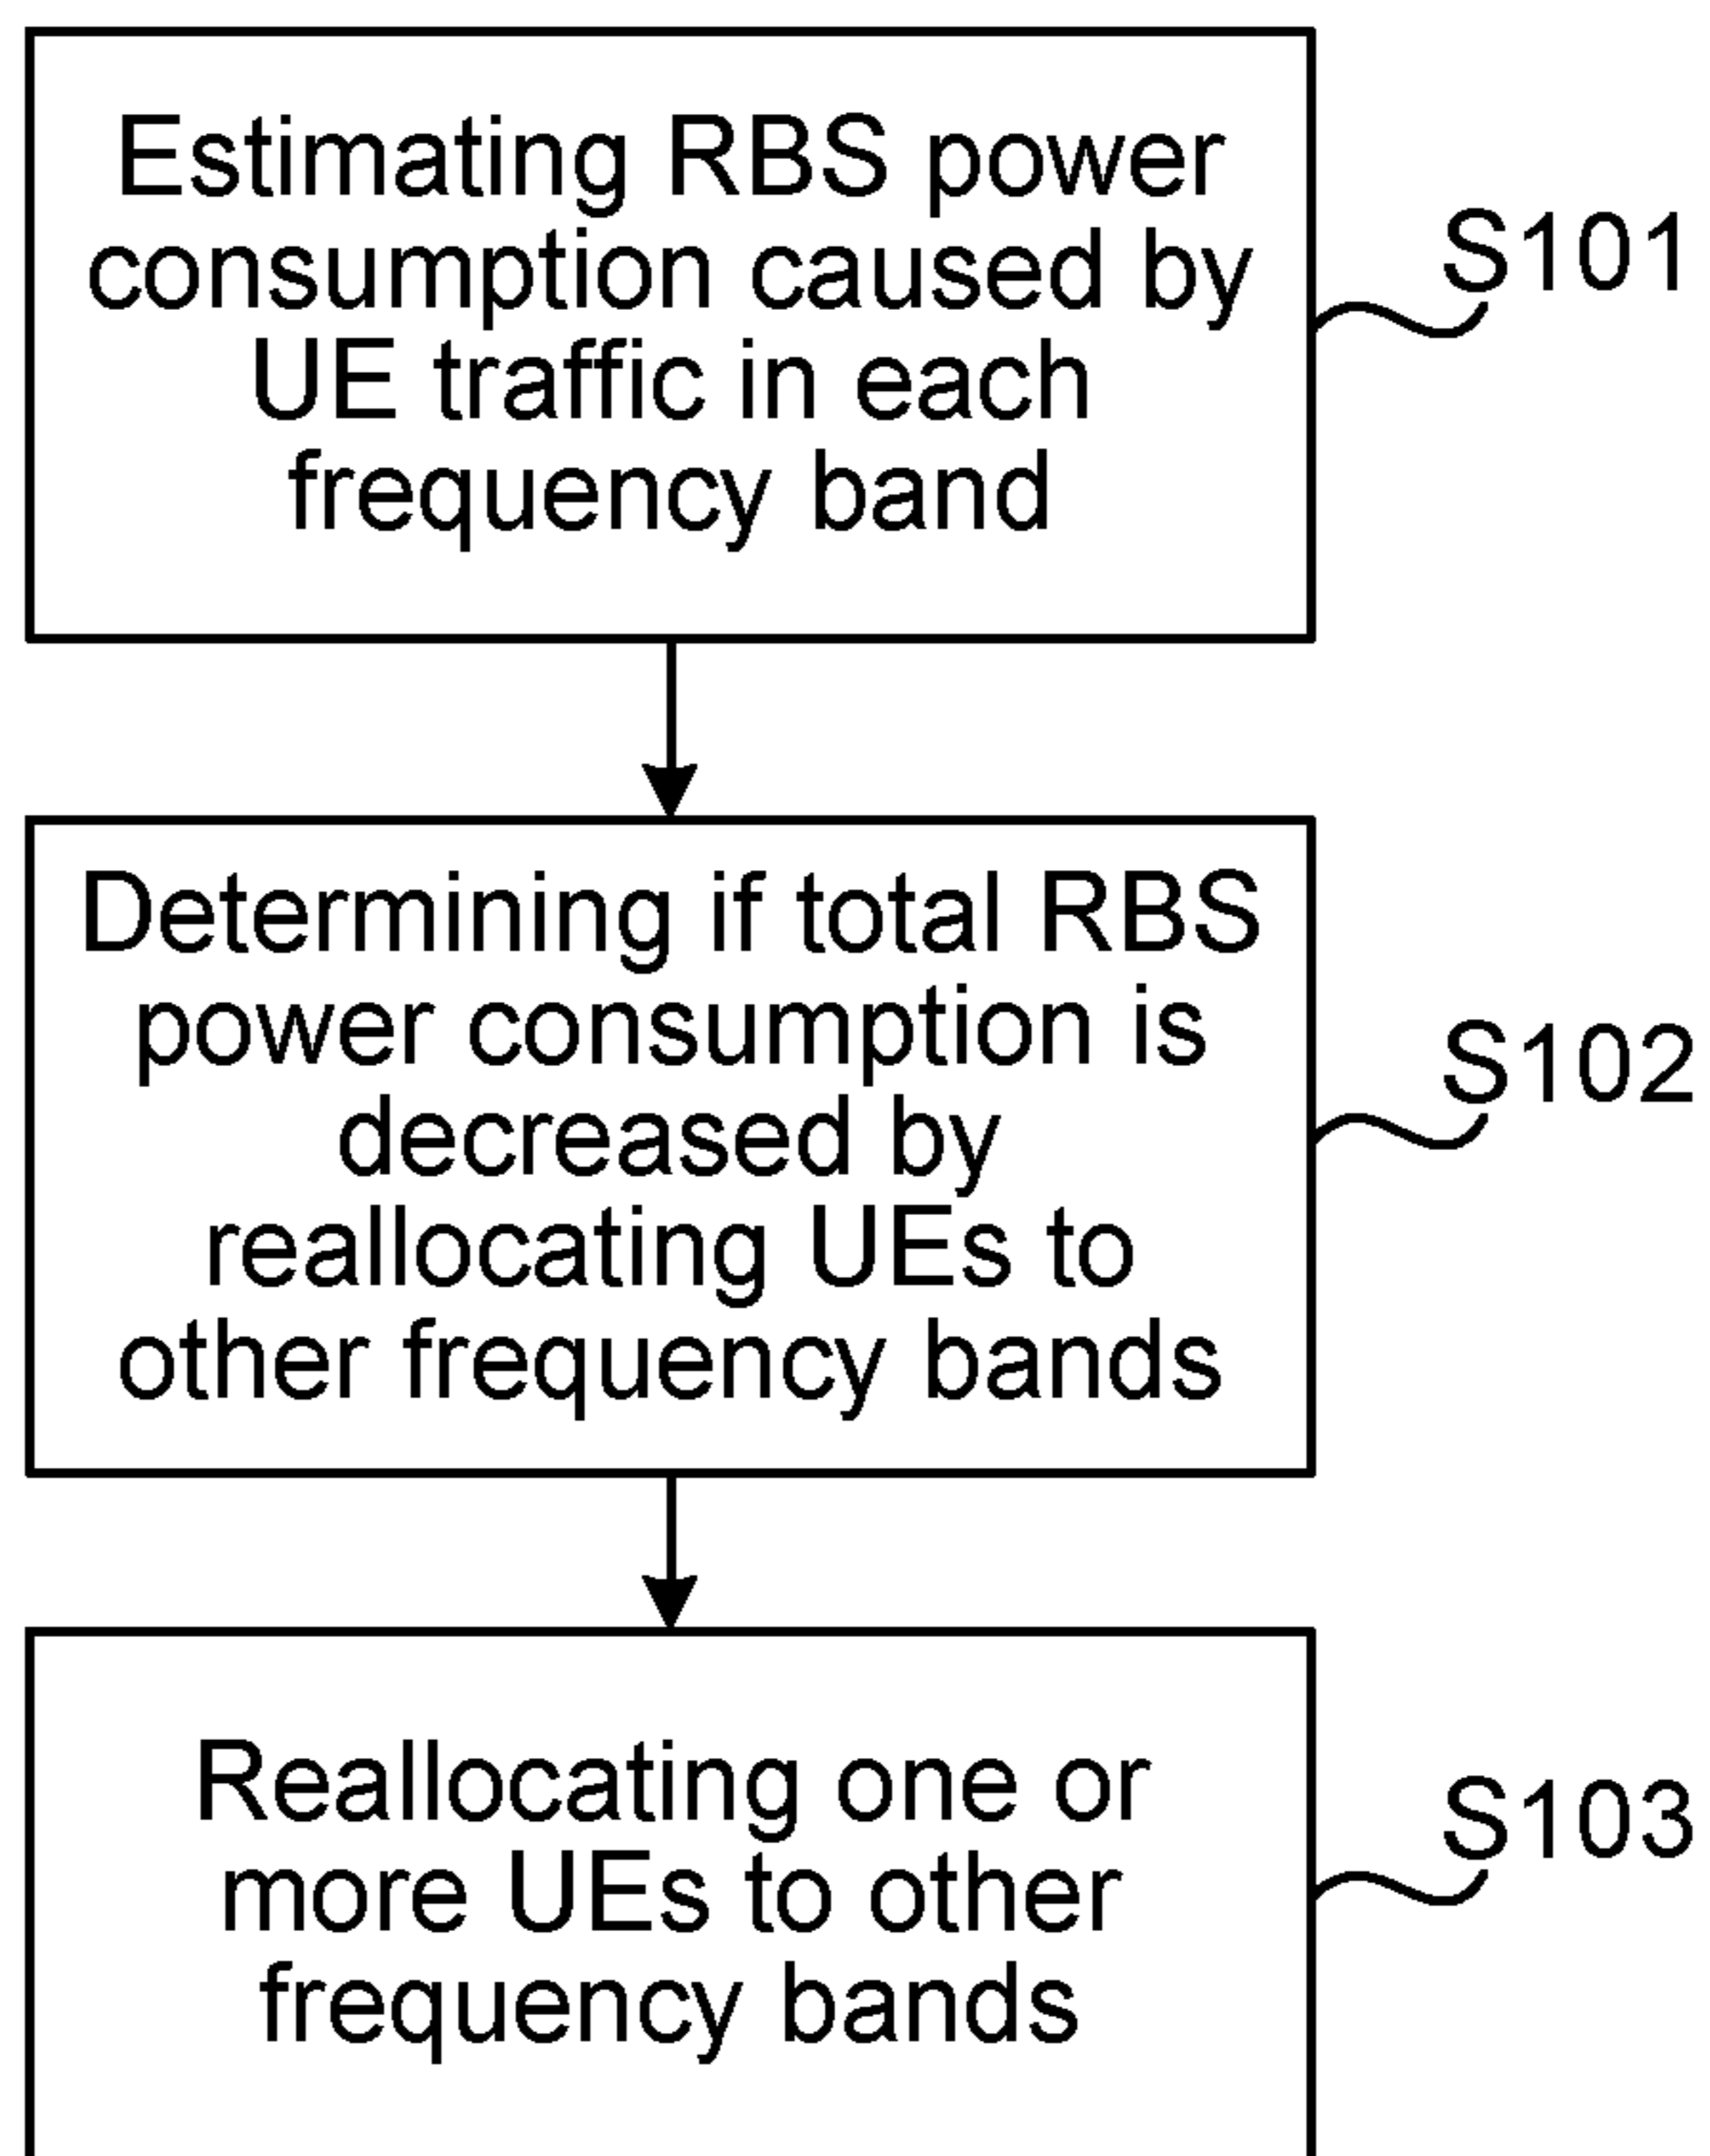 Estimating RBS power
consumption caused by
UE traffic in each
frequency band
S101
Determining if total RBS
power consumption is
decreased by
reallocating UEs to
other frequency bands
S102
Reallocating one or
more UEs to other
frequency bands
S103